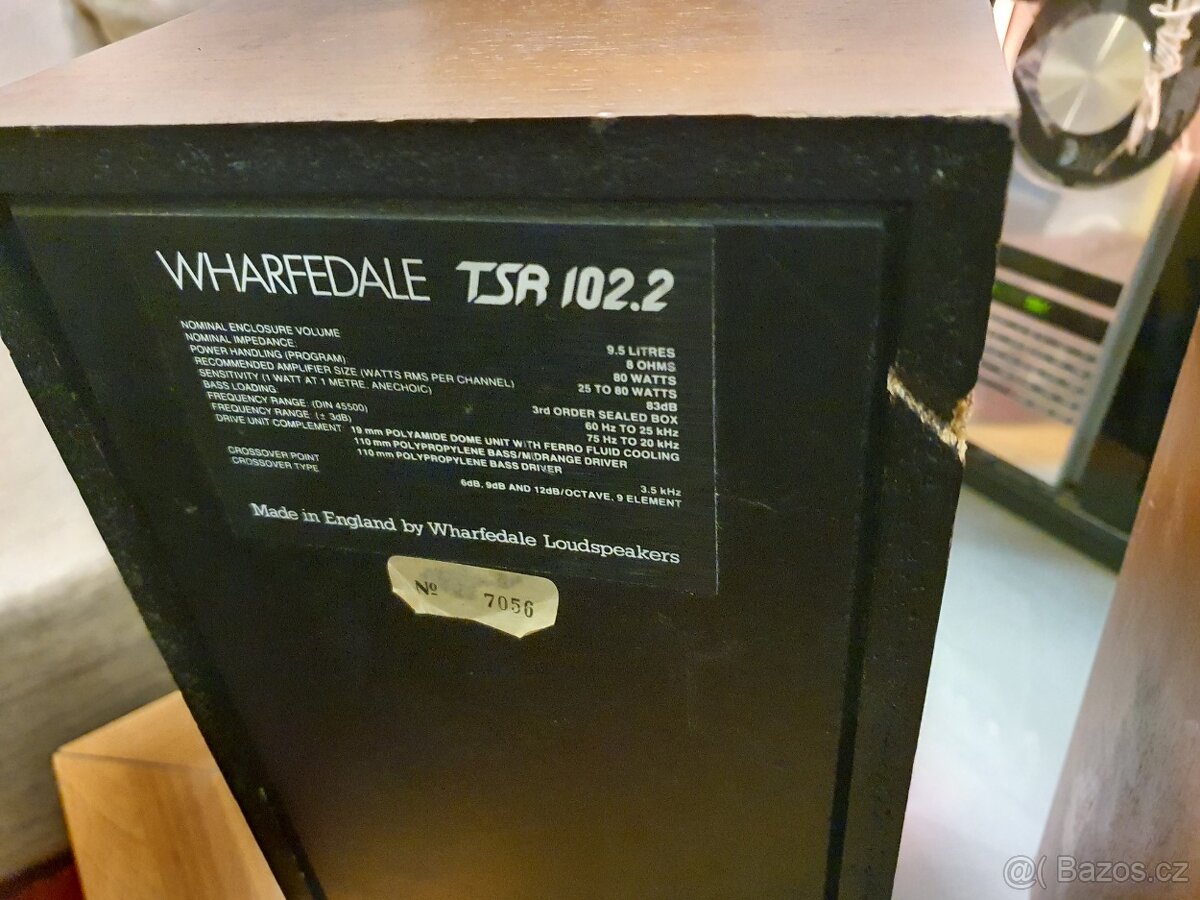 WHARFEDALE TSR 102.2
NOMINAL ENCLOSURE VOLUME 9.5 LITRES
NOMINAL IMPEDANCE: 8 OHMS
POWER HANDLING (PROGRAM): 80 WATTS
RECOMMENDED AMPLIFIER SIZE (WATTS RMS PER CHANNEL) 25 TO 80 WATTS
SENSITIVITY (1 WATT AT 1 METRE, ANECHOIC) 83dB
BASS LOADING: 3rd ORDER SEALED BOX
FREQUENCY RANGE: (DIN 45500) 60 Hz TO 25 kHz
FREQUENCY RANGE: (± 3dB) 75 Hz TO 20 kHz
DRIVE UNIT COMPLEMENT 19 mm POLYAMIDE DOME UNIT WITH FERRO FLUID COOLING
110 mm POLYPROPYLENE BASS/MIDRANGE DRIVER
110 mm POLYPROPYLENE BASS DRIVER
CROSSOVER POINT 3.5 kHz
CROSSOVER TYPE 6dB, 9dB AND 12dB/OCTAVE, 9 ELEMENT
Made in England by Wharfedale Loudspeakers
Nº 7056
@( Bazos.cz